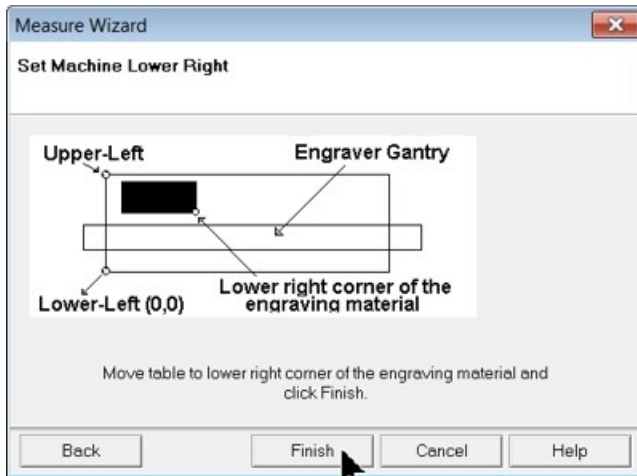 Measure Wizard
Set Machine Lower Right
Upper-Left
Engraver Gantry
Lower-Left (0,0)
Lower right corner of the
engraving material
Move table to lower right corner of the engraving material and
click Finish.
Back
Finish
Cancel
Help